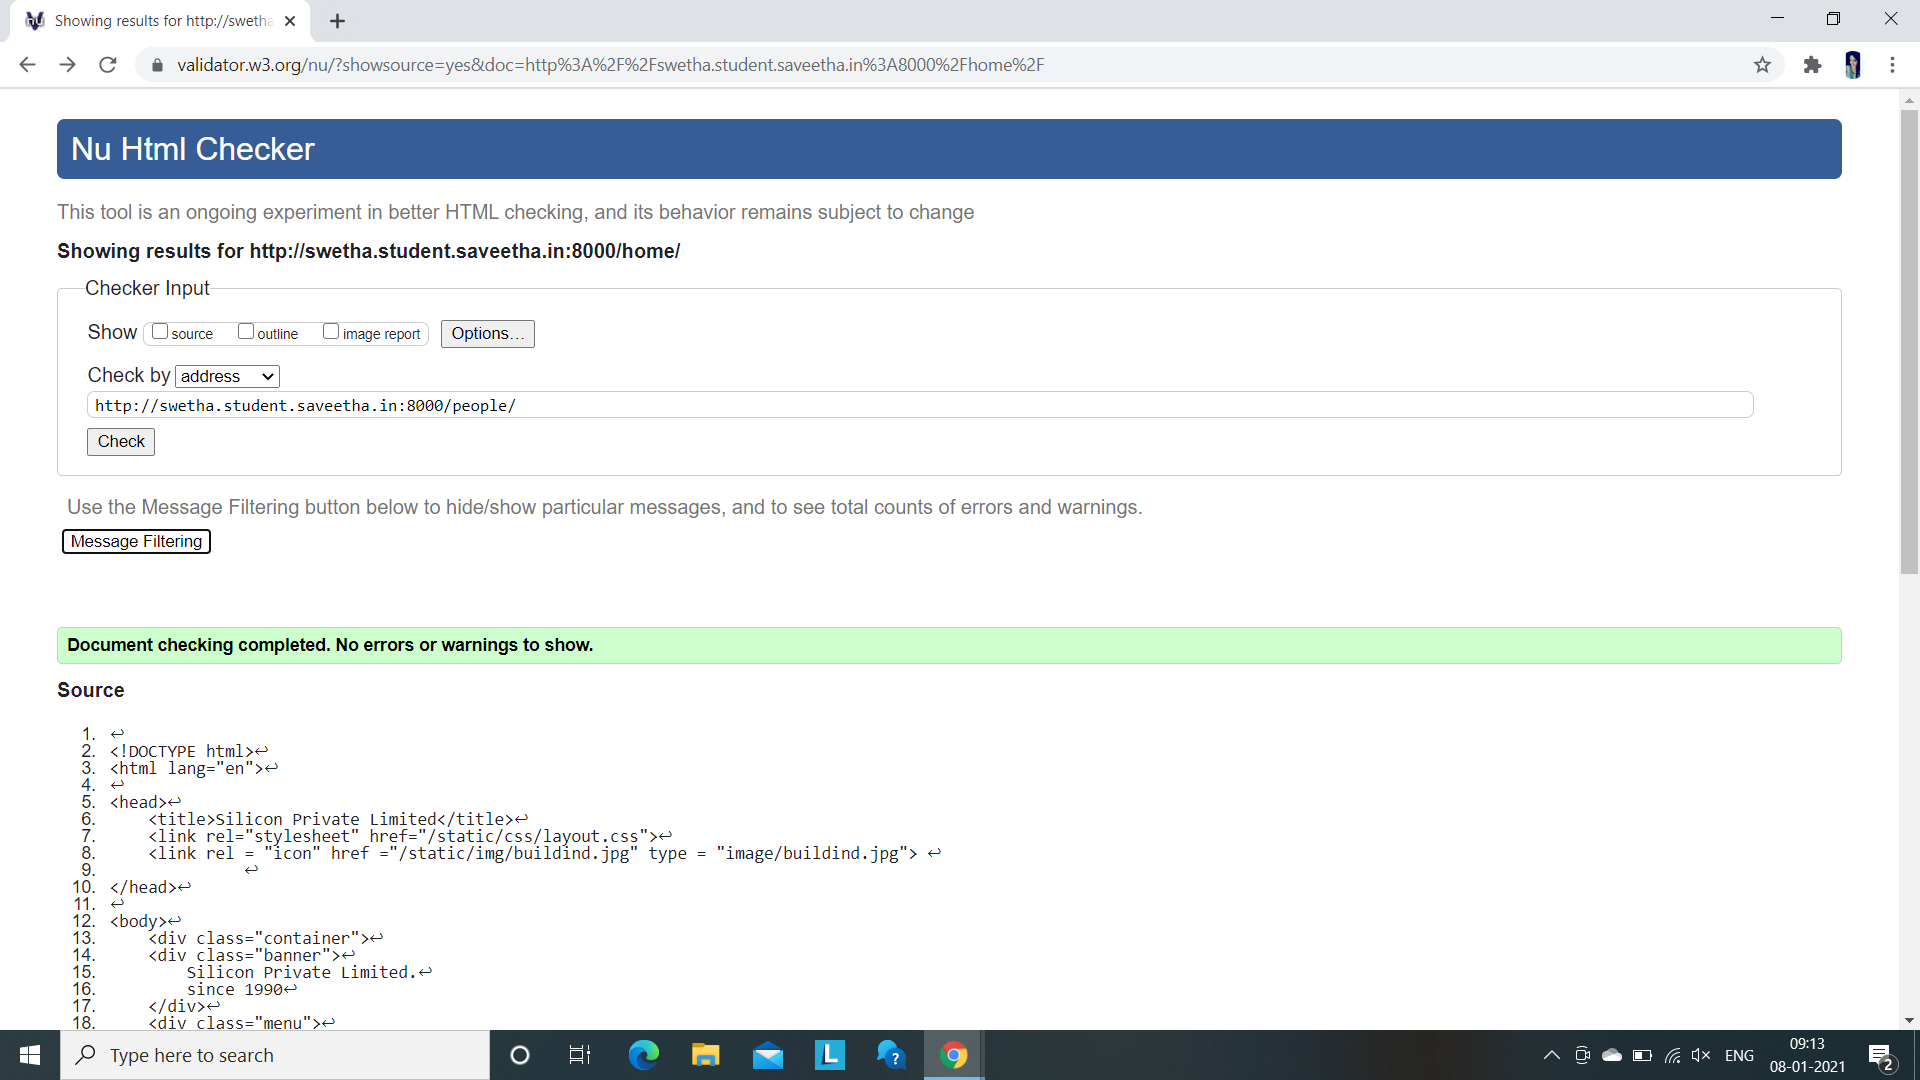 Showing results for http://swetha
validator.w3.org/nu/?showsource=yes&doc=http%3A%2F%2Fswetha.student.saveetha.in%3A8000%2Fhome%2F
Nu Html Checker
This tool is an ongoing experiment in better HTML checking, and its behavior remains subject to change
Showing results for http://swetha.student.saveetha.in:8000/home/
Checker Input
Show source outline image report Options...
Check by address
http://swetha.student.saveetha.in:8000/people/
Check
Use the Message Filtering button below to hide/show particular messages, and to see total counts of errors and warnings.
Message Filtering
Document checking completed. No errors or warnings to show.
Source
1. ↩
2. <!DOCTYPE html>↩
3. <html lang="en">↩
4. ↩
5. <head>↩
6. <title>Silicon Private Limited</title>↩
7. <link rel="stylesheet" href="/static/css/layout.css">↩
8. <link rel = "icon" href ="/static/img/buildind.jpg" type = "image/buildind.jpg"> ↩
9. ↩
10. </head>↩
11. ↩
12. <body>↩
13. <div class="container">↩
14. <div class="banner">↩
15. Silicon Private Limited.↩
16. since 1990↩
17. </div>↩
18. <div class="menu">↩
Type here to search
L
?
ENG
09:13
08-01-2021
2